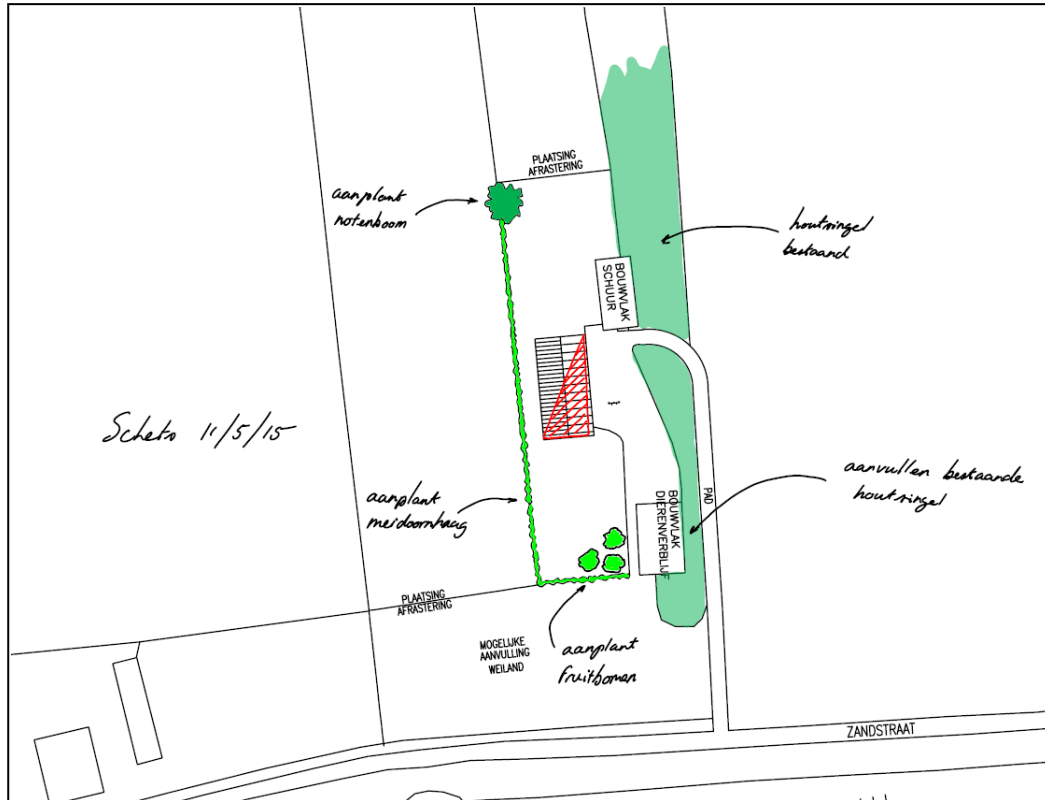 PLAATSING
AFRASTERING
aanplant
notenboom
houtsingel
bestaand
BOUWVLAK
SCHUUR
Schets 11/5/15
aanplant
meidoornhaag
aanvullen bestaande
houtsingel
PAD
BOUWVLAK
DIERENVERBLIJF
PLAATSING
AFRASTERING
MOGELIJKE
AANVULLING
WEILAND
aanplant
fruitbomen
ZANDSTRAAT